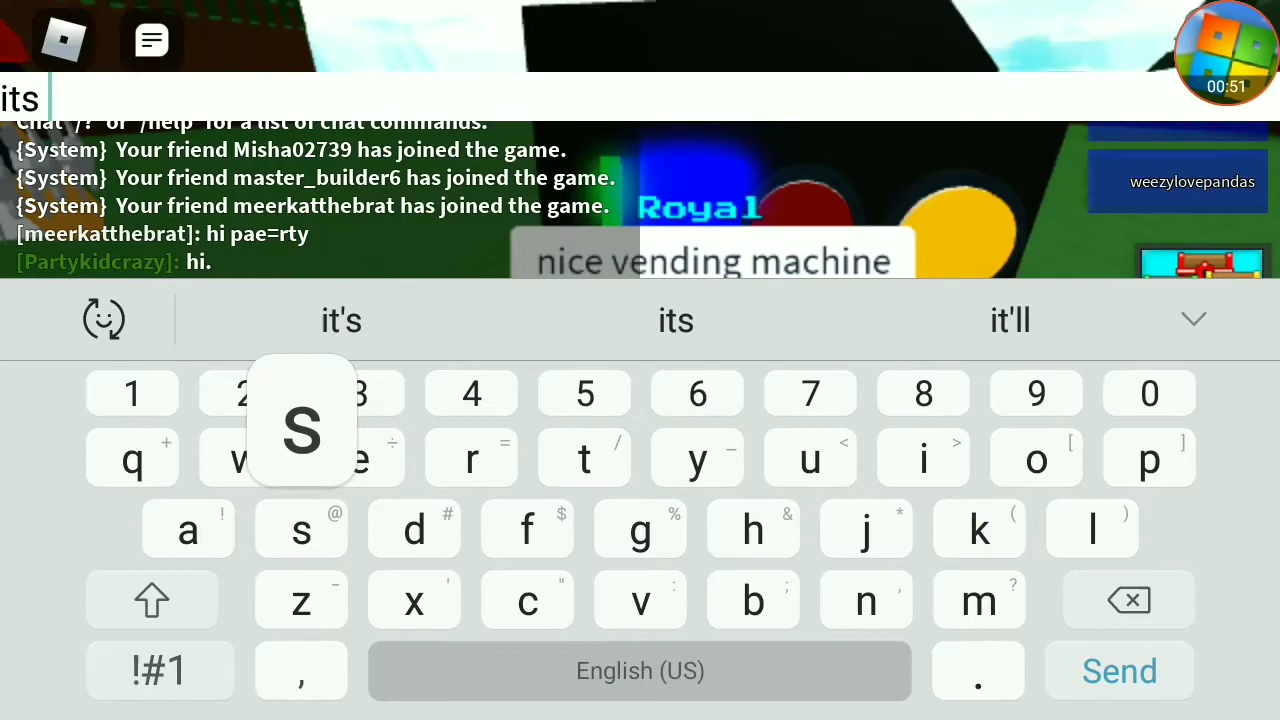 00:51
its
Chat '/?' or '/help' for a list of chat commands.
{System} Your friend Misha02739 has joined the game.
{System} Your friend master_builder6 has joined the game.
{System} Your friend meerkatthebrat has joined the game.
[meerkatthebrat]: hi pae=rty
[Partykidcrazy]: hi.
Royal
nice vending machine
weezylovepandas
it's its it'll
1 2 3 4 5 6 7 8 9 0
s
q + w e ÷ r = t / y _ u < i > o [ p ]
a ! s @ d # f $ g % h & j * k ( l )
z - x ' c " v : b ; n , m ?
!#1 , English (US) . Send